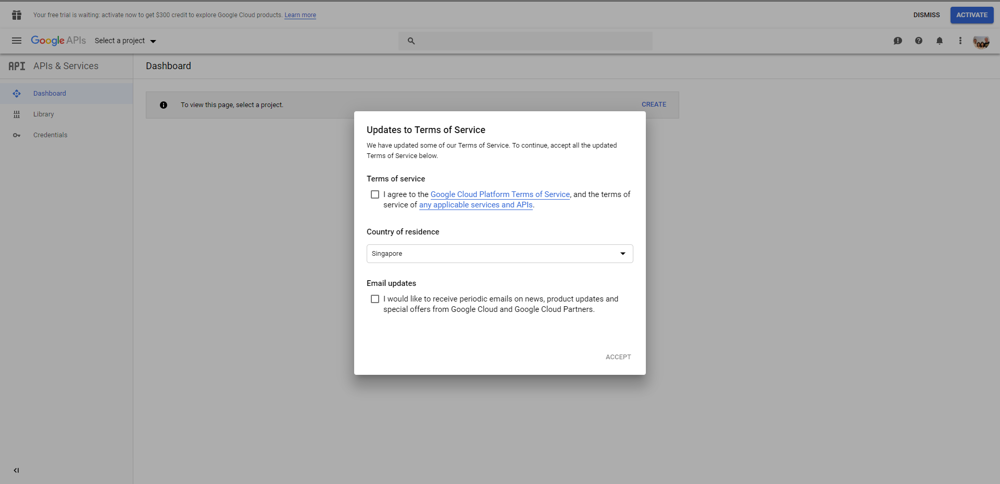 Your free trial is waiting: activate now to get $300 credit to explore Google Cloud products. Learn more
DISMISS
ACTIVATE
Google APIs
Select a project
API
APIs & Services
Dashboard
Dashboard
Library
Credentials
To view this page, select a project.
CREATE
Updates to Terms of Service
We have updated some of our Terms of Service. To continue, accept all the updated
Terms of Service below.
Terms of service
I agree to the Google Cloud Platform Terms of Service, and the terms of
service of any applicable services and APIs.
Country of residence
Singapore
Email updates
I would like to receive periodic emails on news, product updates and
special offers from Google Cloud and Google Cloud Partners.
ACCEPT